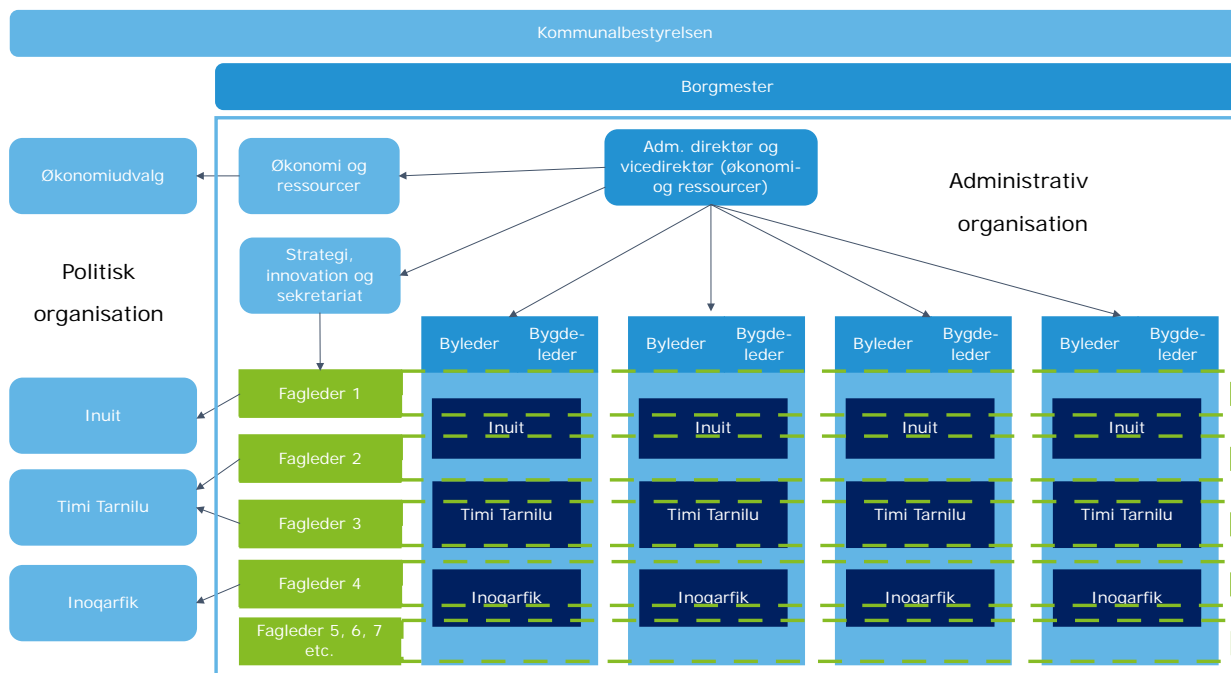 Kommunalbestyrelsen
Borgmester
Økonomiudvalg
Økonomi og
ressourcer
Adm. direktør og
vicedirektør (økonomi-
og ressourcer)
Administrativ
organisation
Politisk
organisation
Strategi,
innovation og
sekretariat
Byleder
Bygde-
leder
Byleder
Bygde-
leder
Byleder
Bygde-
leder
Byleder
Bygde-
leder
Inuit
Fagleder 1
Inuit
Inuit
Inuit
Inuit
Fagleder 2
Timi Tarnilu
Fagleder 3
Timi Tarnilu
Timi Tarnilu
Timi Tarnilu
Timi Tarnilu
Inoqarfik
Fagleder 4
Inoqarfik
Inoqarfik
Inoqarfik
Inoqarfik
Fagleder 5, 6, 7
etc.